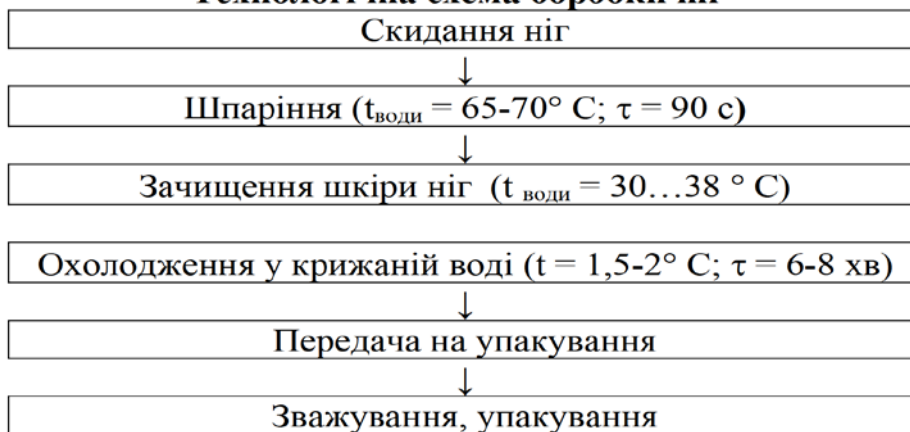 Скидання ніг
↓
Шпаріння (tводи = 65-70° C; τ = 90 с)
↓
Зачищення шкіри ніг (t води = 30…38 ° C)
Охолодження у крижаній воді (t = 1,5-2° C; τ = 6-8 хв)
↓
Передача на упакування
↓
Зважування, упакування